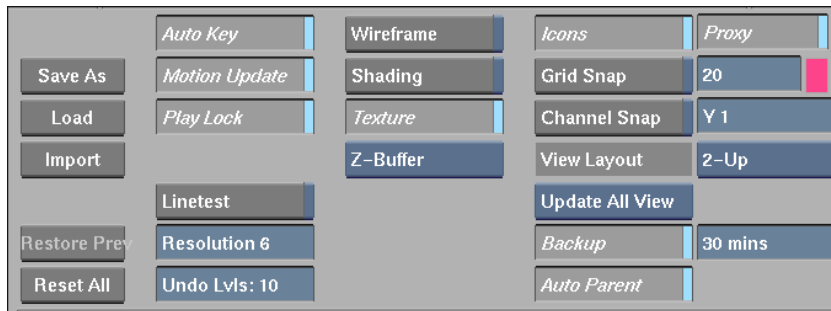 Auto Key Wireframe Icons Proxy
Save As Motion Update Shading Grid Snap 20
Load Play Lock Texture Channel Snap Y 1
Import Z-Buffer View Layout 2-Up
Linetest Update All View
Restore Prev Resolution 6 Backup 30 mins
Reset All Undo Lvls: 10 Auto Parent